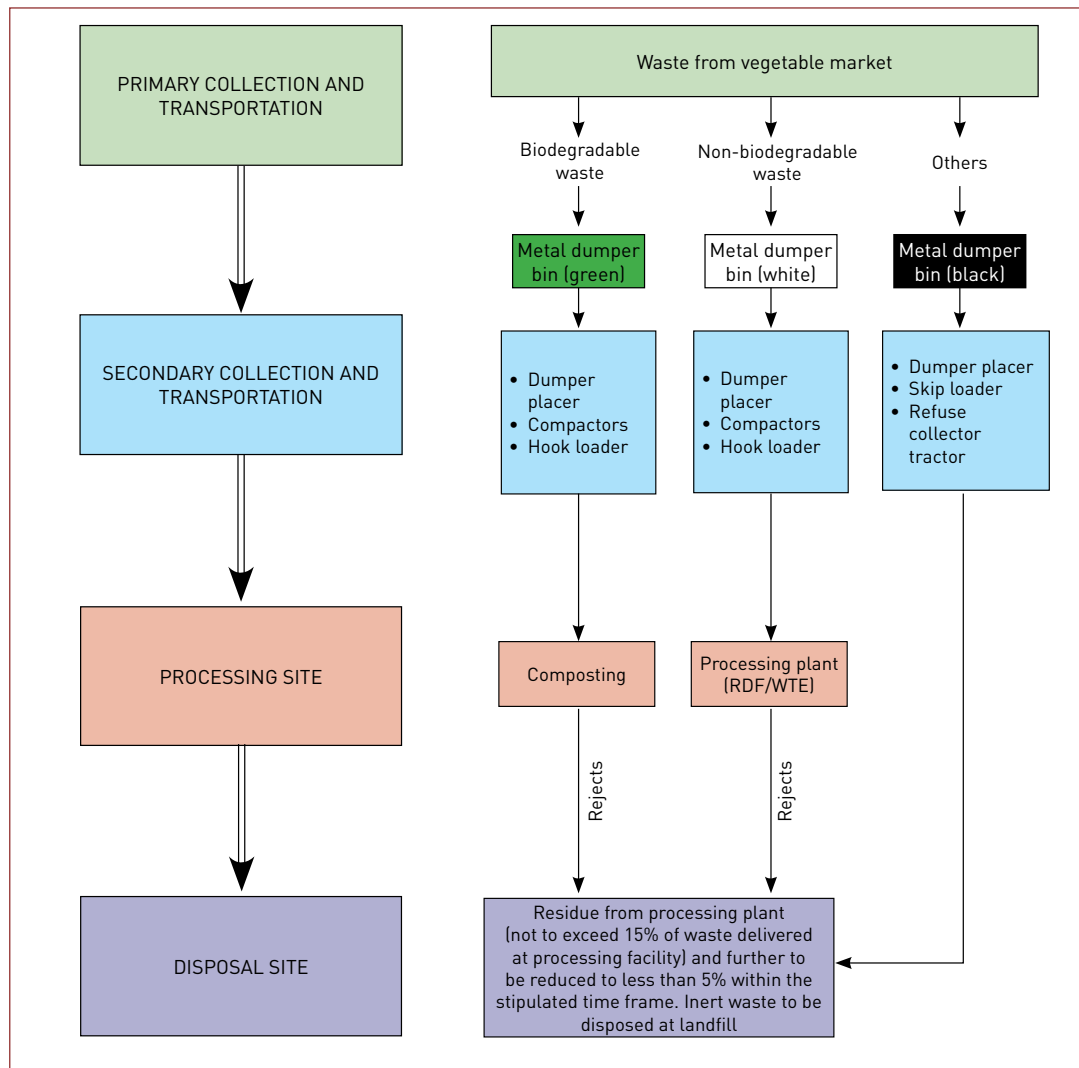 PRIMARY COLLECTION AND
TRANSPORTATION
SECONDARY COLLECTION AND
TRANSPORTATION
PROCESSING SITE
DISPOSAL SITE
Waste from vegetable market
Biodegradable
waste
Non-biodegradable
waste
Others
Metal dumper
bin (green)
Metal dumper
bin (white)
Metal dumper
bin (black)
• Dumper
placer
• Compactors
• Hook loader
• Dumper
placer
• Compactors
• Hook loader
• Dumper placer
• Skip loader
• Refuse
collector
tractor
Composting
Processing plant
(RDF/WTE)
Rejects
Rejects
Residue from processing plant
(not to exceed 15% of waste delivered
at processing facility) and further to
be reduced to less than 5% within the
stipulated time frame. Inert waste to be
disposed at landfill